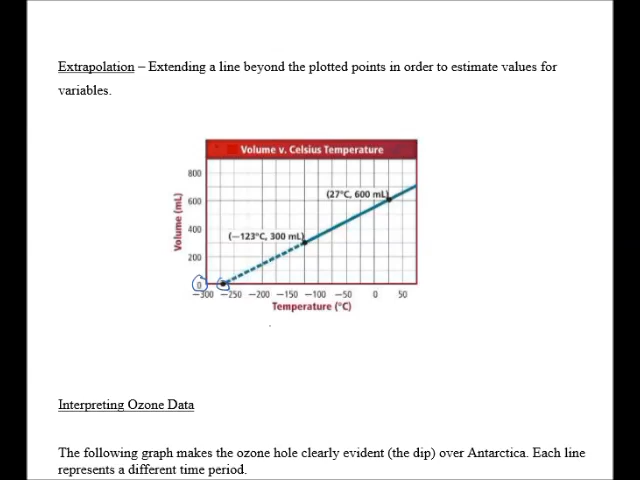 Extrapolation – Extending a line beyond the plotted points in order to estimate values for
variables.
Volume v. Celsius Temperature
800
600
400
200
0
Volume (mL)
(27°C, 600 mL)
(−123°C, 300 mL)
−300 −250 −200 −150 −100 −50 0 50
Temperature (°C)
Interpreting Ozone Data
The following graph makes the ozone hole clearly evident (the dip) over Antarctica. Each line
represents a different time period.